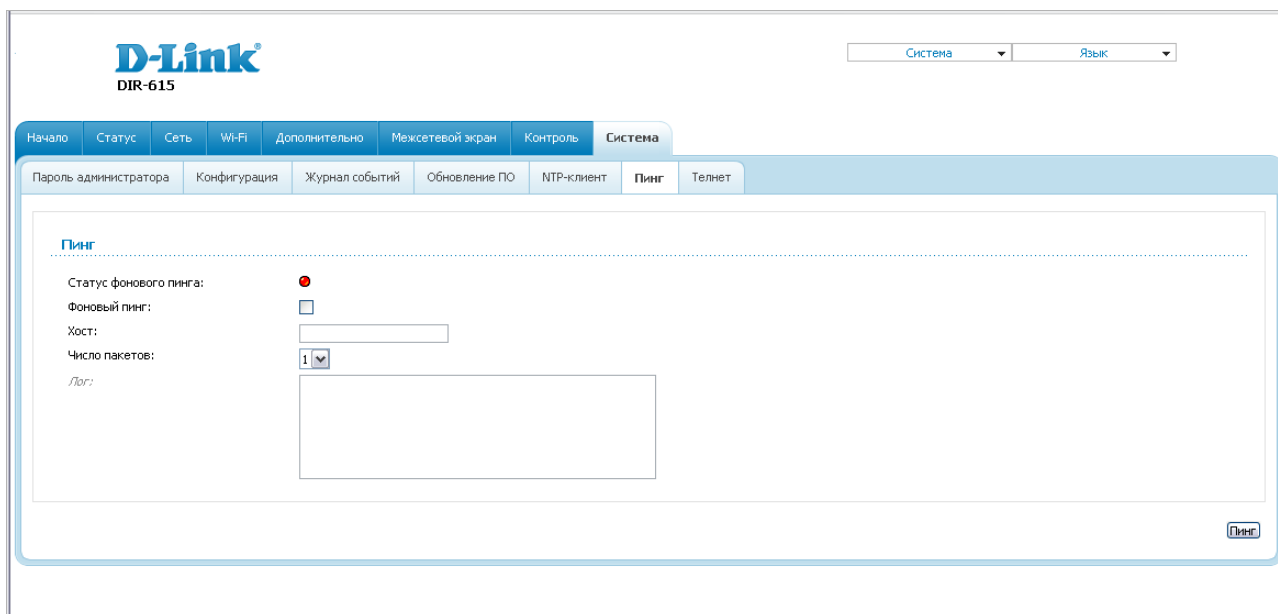 D-Link®
DIR-615
Система Язык
Начало Статус Сеть Wi-Fi Дополнительно Межсетевой экран Контроль Система
Пароль администратора Конфигурация Журнал событий Обновление ПО NTP-клиент Пинг Телнет
Пинг
Статус фонового пинга:
Фоновый пинг:
Хост:
Число пакетов: 1
Лог:
Пинг